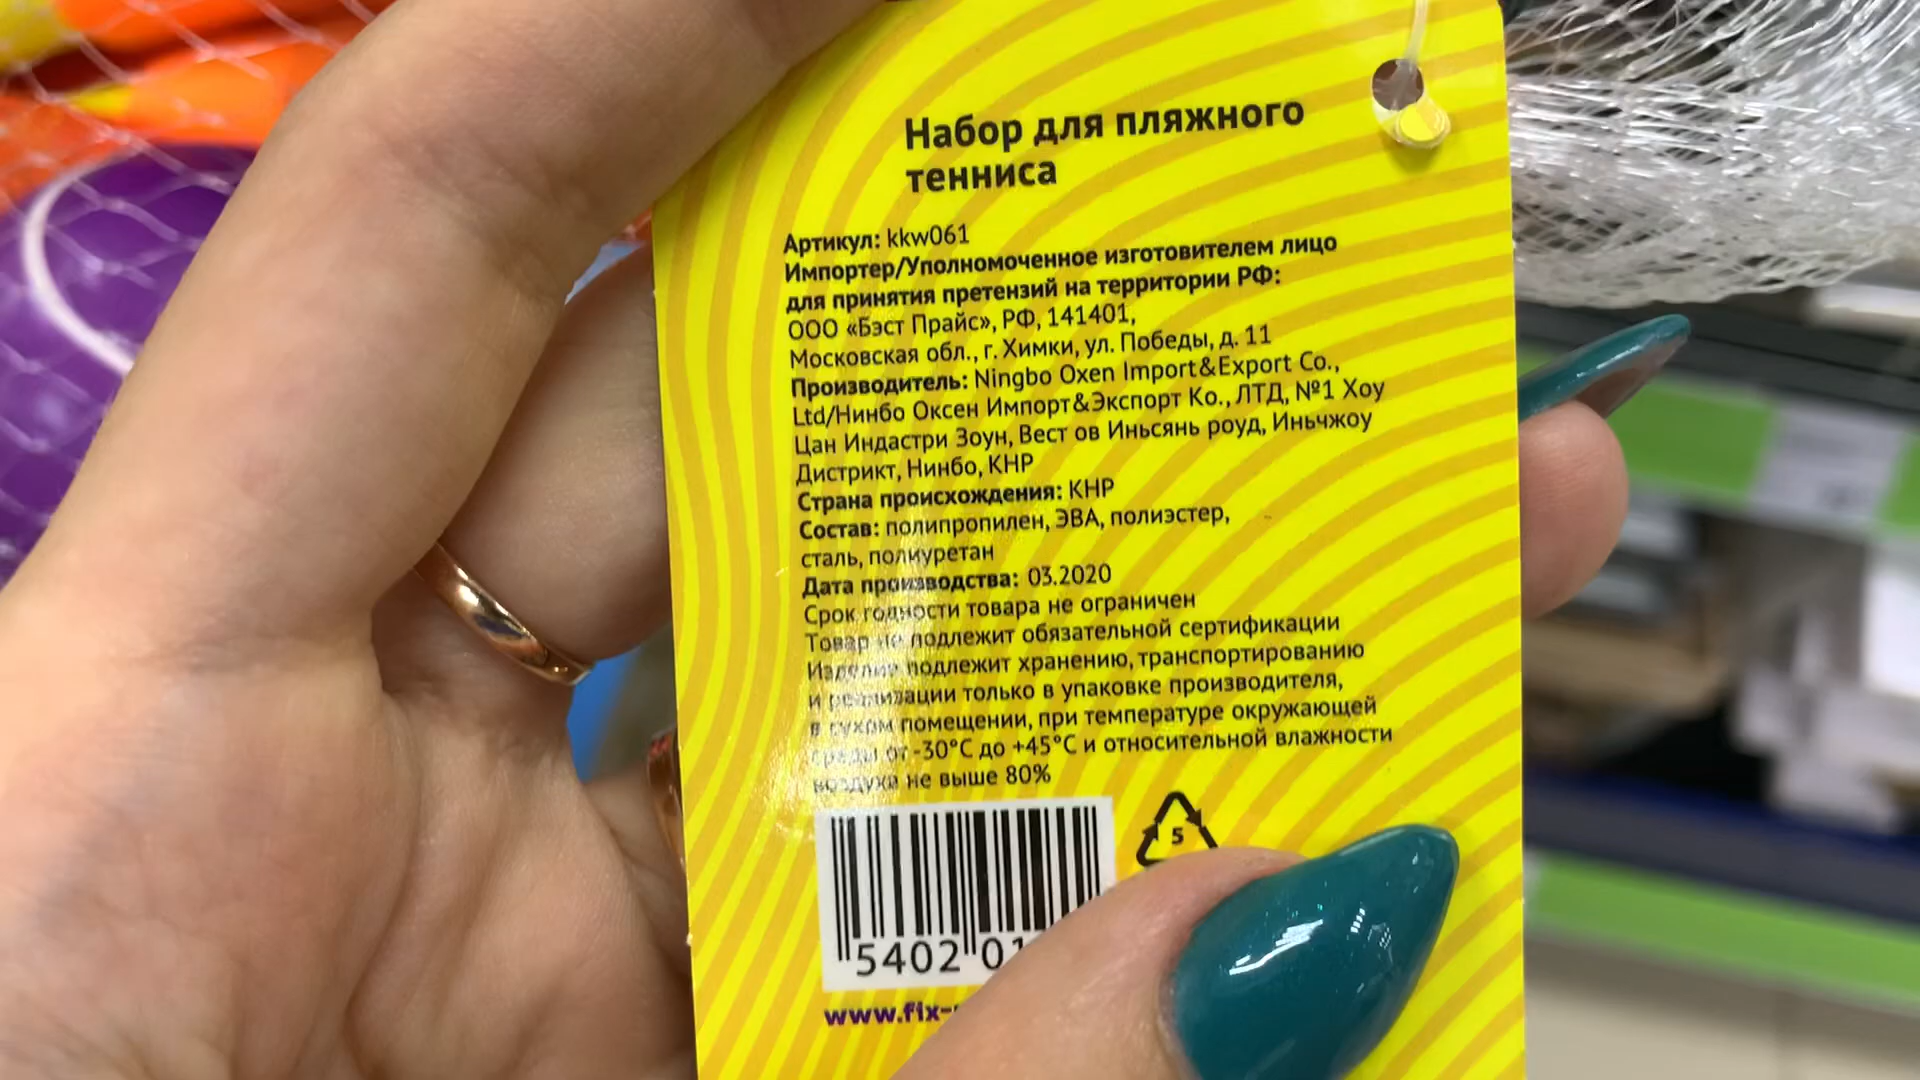 Набор для пляжного
тенниса
Артикул: kkw061
Импортер/Уполномоченное изготовителем лицо
для принятия претензий на территории РФ:
ООО «Бэст Прайс», РФ, 141401,
Московская обл., г. Химки, ул. Победы, д. 11
Производитель: Ningbo Oxen Import&Export Co.,
Ltd/Нинбо Оксен Импорт&Экспорт Ко., ЛТД, №1 Хоу
Цан Индастри Зоун, Вест ов Иньсянь роуд, Иньчжоу
Дистрикт, Нинбо, КНР
Страна происхождения: КНР
Состав: полипропилен, ЭВА, полиэстер,
сталь, полиуретан
Дата производства: 03.2020
Срок годности товара не ограничен
Товар не подлежит обязательной сертификации
Изделие подлежит хранению, транспортированию
и реализации только в упаковке производителя,
в сухом помещении, при температуре окружающей
среды от -30°С до +45°С и относительной влажности
воздуха не выше 80%
5
5402 01
www.fix-